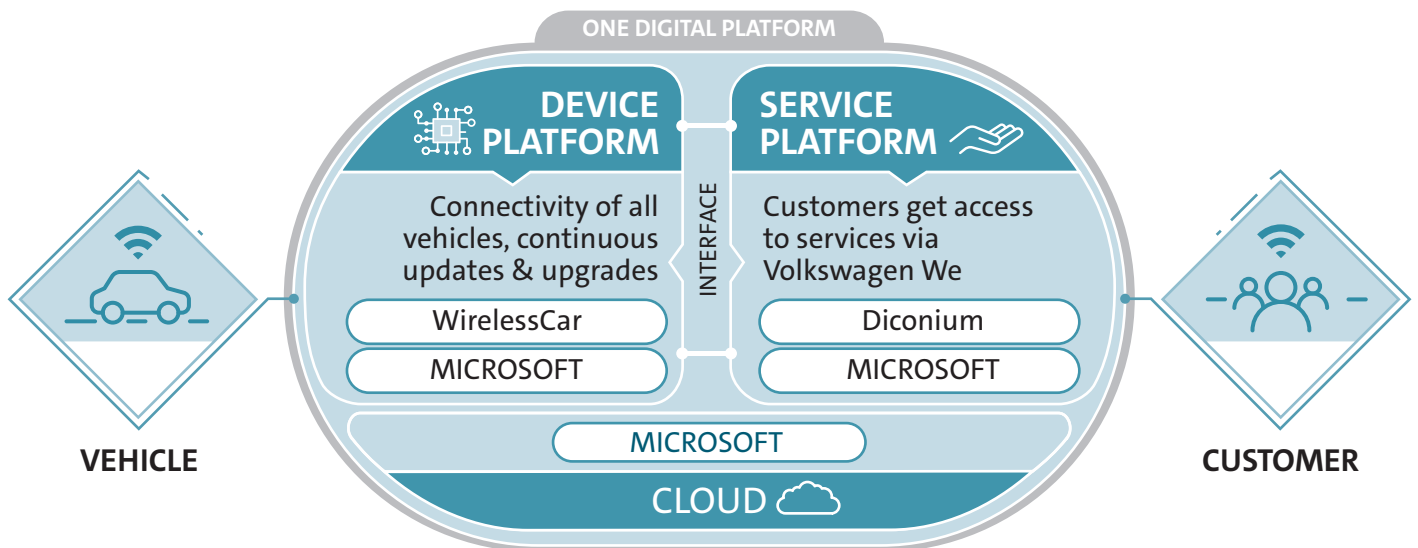 ONE DIGITAL PLATFORM
DEVICE
PLATFORM
Connectivity of all
vehicles, continuous
updates & upgrades
WirelessCar
MICROSOFT
INTERFACE
SERVICE
PLATFORM
Customers get access
to services via
Volkswagen We
Diconium
MICROSOFT
MICROSOFT
CLOUD
VEHICLE
CUSTOMER